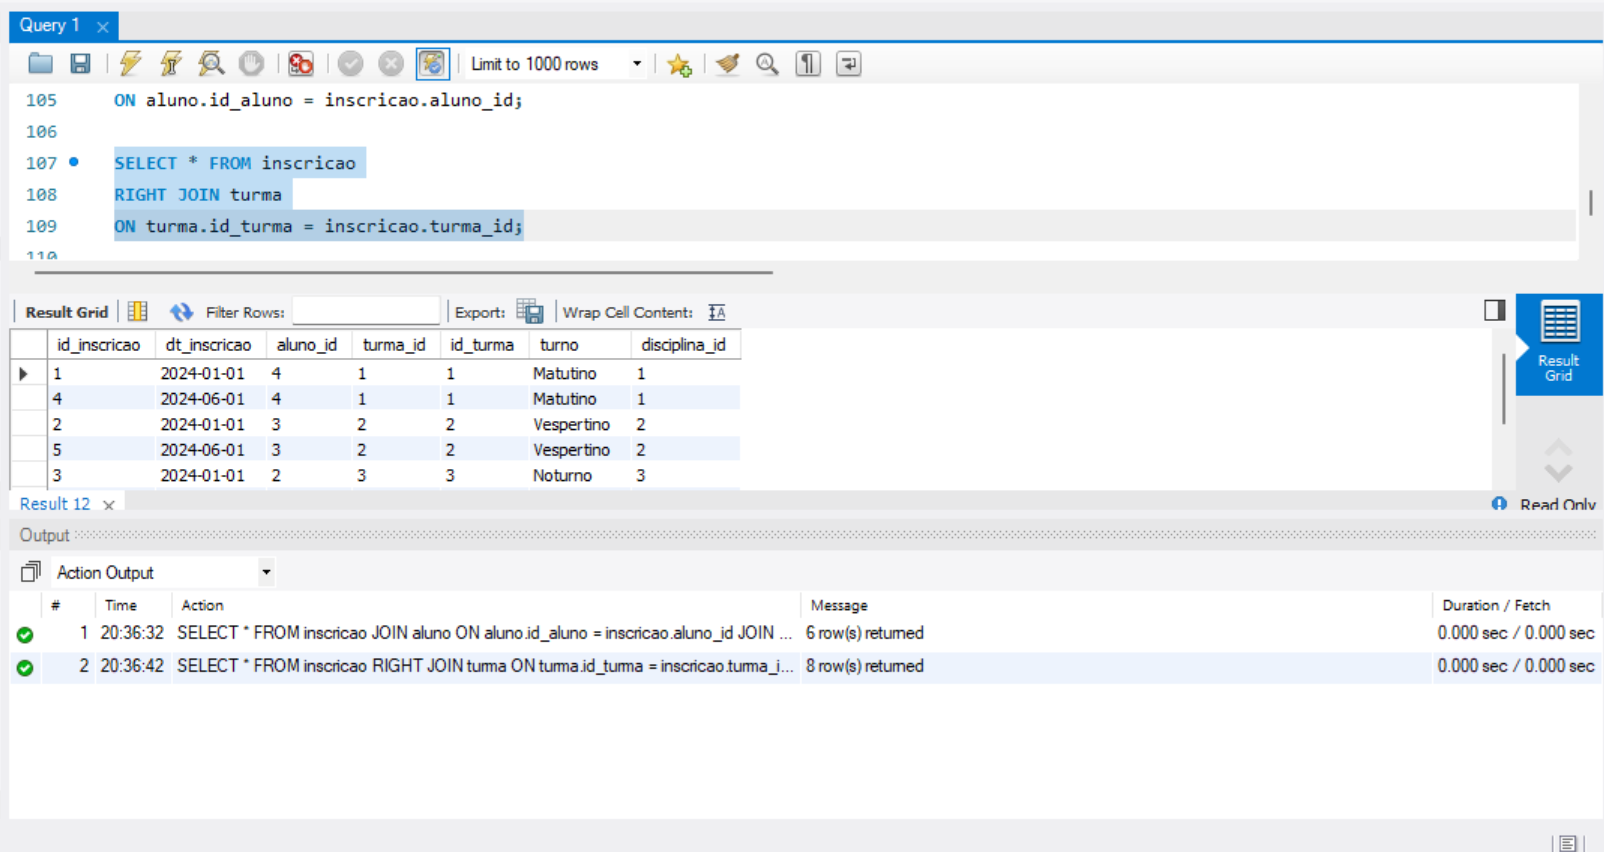 Query 1
Limit to 1000 rows
105 ON aluno.id_aluno = inscricao.aluno_id;
106
107 SELECT * FROM inscricao
108 RIGHT JOIN turma
109 ON turma.id_turma = inscricao.turma_id;
110
Result Grid Filter Rows: Export: Wrap Cell Content: IA
id_inscricao dt_inscricao aluno_id turma_id id_turma turno disciplina_id
1 2024-01-01 4 1 1 Matutino 1
4 2024-06-01 4 1 1 Matutino 1
2 2024-01-01 3 2 2 Vespertino 2
5 2024-06-01 3 2 2 Vespertino 2
3 2024-01-01 2 3 3 Noturno 3
Result
Grid
Result 12 Read Only
Output
Action Output
# Time Action Message Duration / Fetch
1 20:36:32 SELECT * FROM inscricao JOIN aluno ON aluno.id_aluno = inscricao.aluno_id JOIN ... 6 row(s) returned 0.000 sec / 0.000 sec
2 20:36:42 SELECT * FROM inscricao RIGHT JOIN turma ON turma.id_turma = inscricao.turma_i... 8 row(s) returned 0.000 sec / 0.000 sec